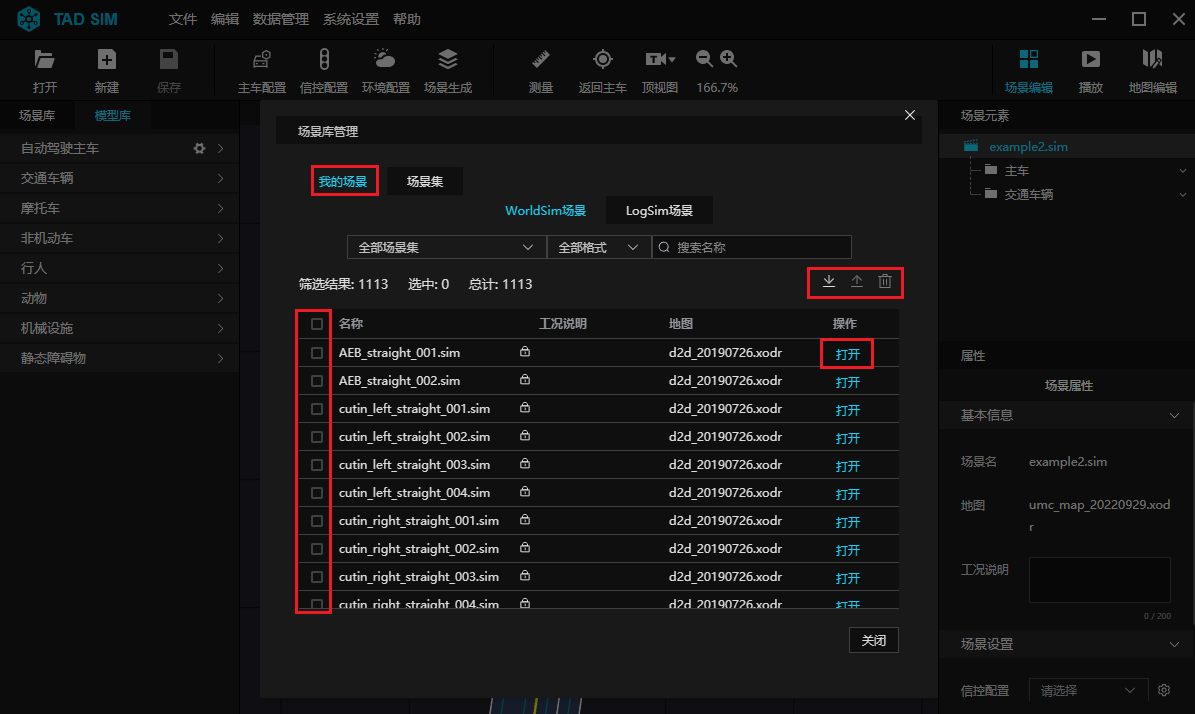 TAD SIM 文件 编辑 数据管理 系统设置 帮助
打开 新建 保存 主车配置 信控配置 环境配置 场景生成 测量 返回主车 顶视图 166.7% 场景编辑 播放 地图编辑
场景库 模型库
自动驾驶主车
交通车辆
摩托车
非机动车
行人
动物
机械设施
静态障碍物
场景库管理
我的场景 场景集
WorldSim场景 LogSim场景
全部场景集 全部格式 搜索名称
筛选结果: 1113 选中: 0 总计: 1113
名称 工况说明 地图 操作
AEB_straight_001.sim d2d_20190726.xodr 打开
AEB_straight_002.sim d2d_20190726.xodr 打开
cutin_left_straight_001.sim d2d_20190726.xodr 打开
cutin_left_straight_002.sim d2d_20190726.xodr 打开
cutin_left_straight_003.sim d2d_20190726.xodr 打开
cutin_left_straight_004.sim d2d_20190726.xodr 打开
cutin_right_straight_001.sim d2d_20190726.xodr 打开
cutin_right_straight_002.sim d2d_20190726.xodr 打开
cutin_right_straight_003.sim d2d_20190726.xodr 打开
cutin_right_straight_004.sim d2d_20190726.xodr 打开
关闭
场景元素
example2.sim
主车
交通车辆
属性
场景属性
基本信息
场景名 example2.sim
地图 umc_map_20220929.xod
r
工况说明
0 / 200
场景设置
信控配置 请选择